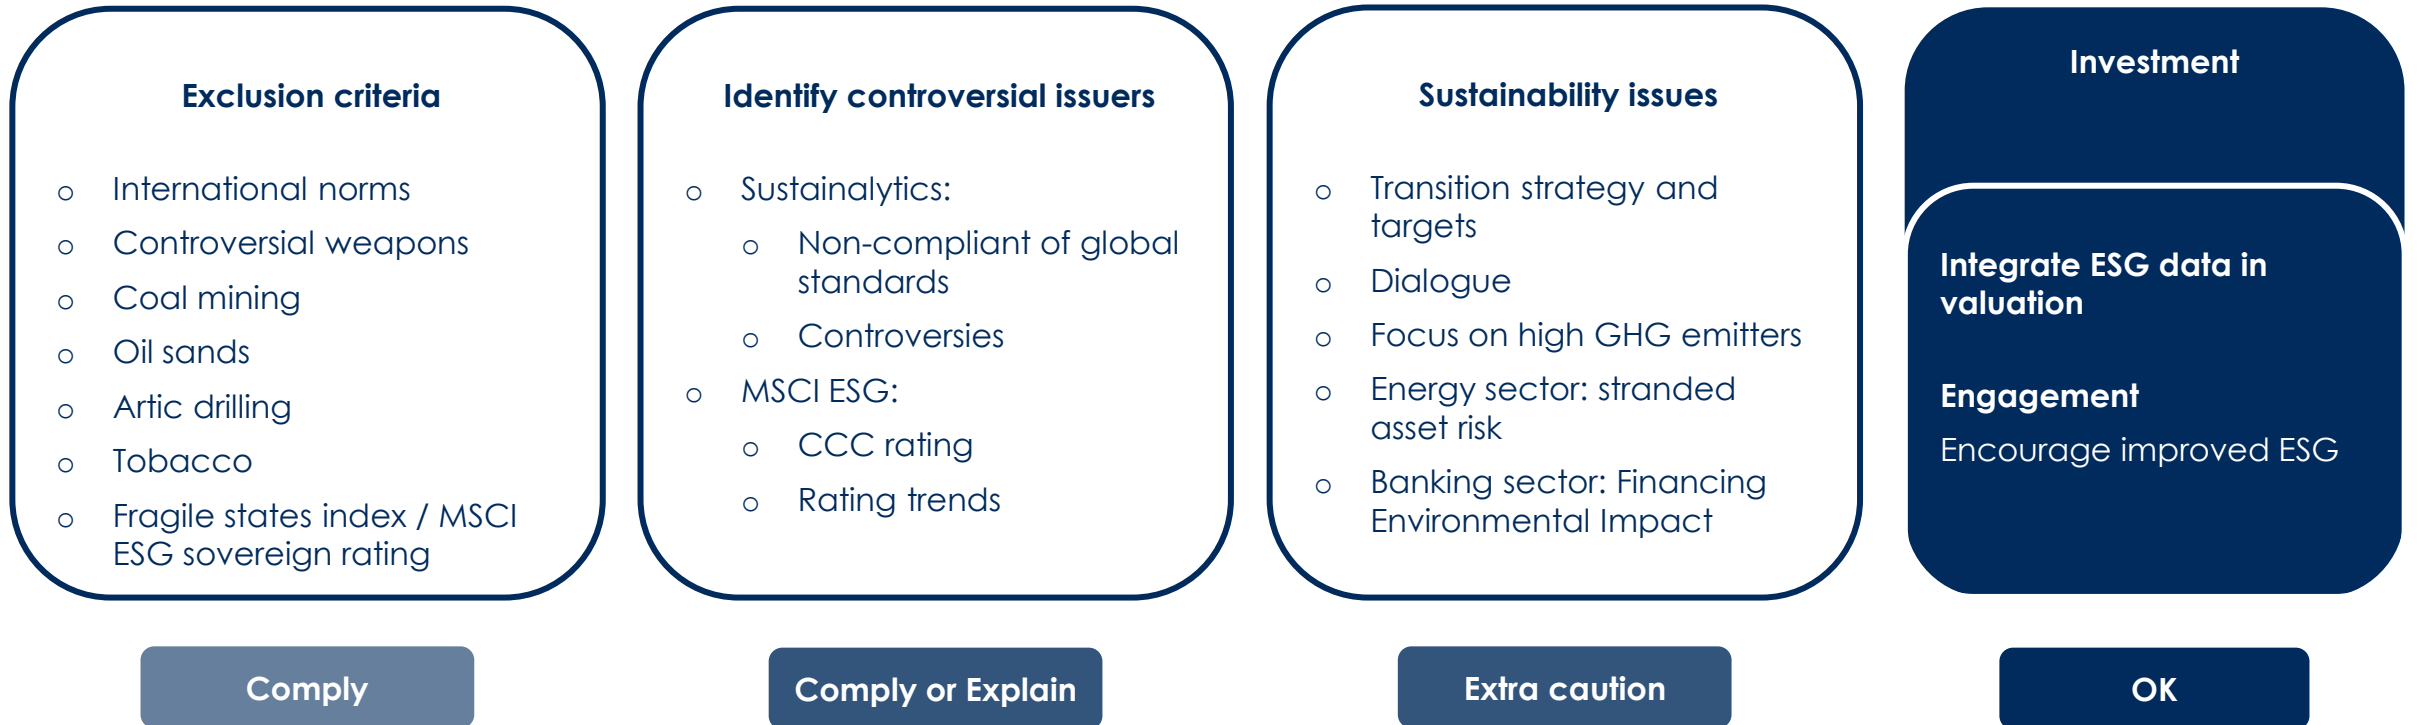 Exclusion criteria
o International norms
o Controversial weapons
o Coal mining
o Oil sands
o Artic drilling
o Tobacco
o Fragile states index / MSCI
ESG sovereign rating
Comply
Identify controversial issuers
o Sustainalytics:
o Non-compliant of global
standards
o Controversies
o MSCI ESG:
o CCC rating
o Rating trends
Comply or Explain
Sustainability issues
o Transition strategy and
targets
o Dialogue
o Focus on high GHG emitters
o Energy sector: stranded
asset risk
o Banking sector: Financing
Environmental Impact
Extra caution
Investment
Integrate ESG data in
valuation
Engagement
Encourage improved ESG
OK